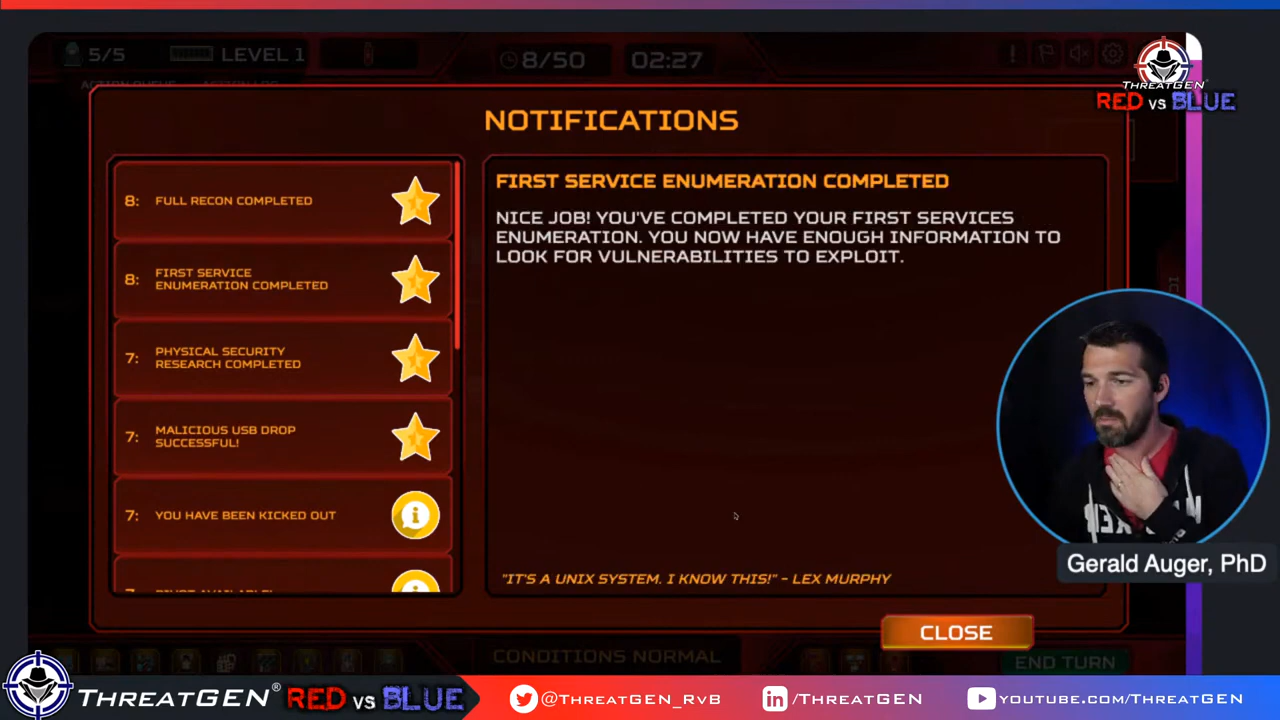 5/5
LEVEL 1
8/50
02:27
THREATGEN®
RED VS BLUE
NOTIFICATIONS
8: FULL RECON COMPLETED
8: FIRST SERVICE
ENUMERATION COMPLETED
7: PHYSICAL SECURITY
RESEARCH COMPLETED
7: MALICIOUS USB DROP
SUCCESSFUL!
7: YOU HAVE BEEN KICKED OUT
FIRST SERVICE ENUMERATION COMPLETED
NICE JOB! YOU'VE COMPLETED YOUR FIRST SERVICES
ENUMERATION. YOU NOW HAVE ENOUGH INFORMATION TO
LOOK FOR VULNERABILITIES TO EXPLOIT.
"IT'S A UNIX SYSTEM. I KNOW THIS!" - LEX MURPHY
CLOSE
Gerald Auger, PhD
CONDITIONS NORMAL
END TURN
THREATGEN® RED VS BLUE
@THREATGEN_RVB
/THREATGEN
YOUTUBE.COM/THREATGEN